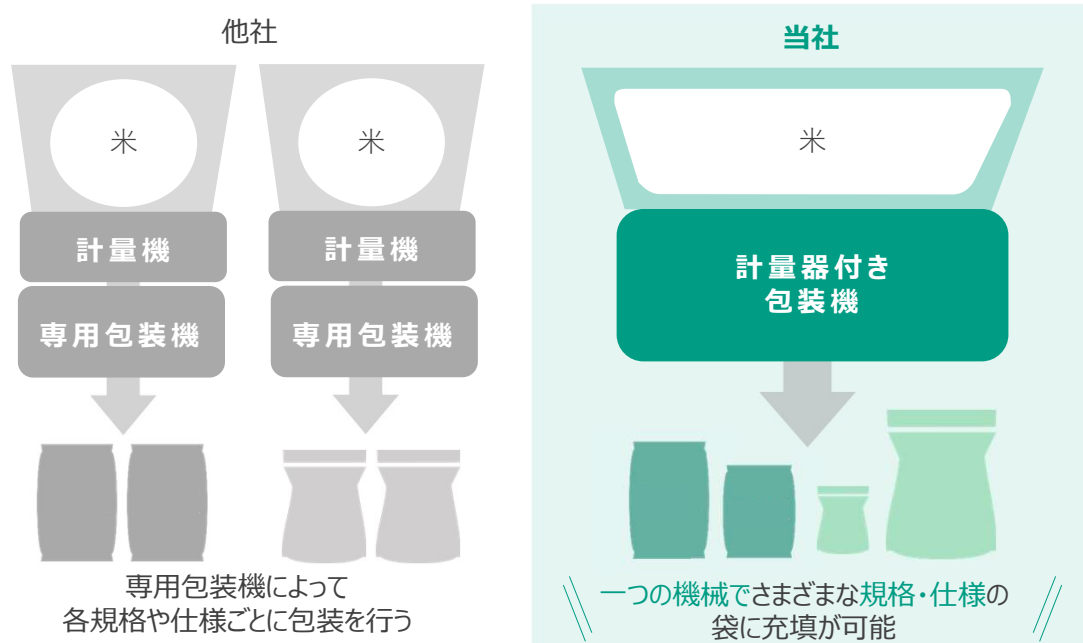 他社
米
米
計量機
計量機
専用包装機
専用包装機
専用包装機によって
各規格や仕様ごとに包装を行う
当社
米
計量器付き
包装機
一つの機械でさまざまな規格・仕様の
袋に充填が可能